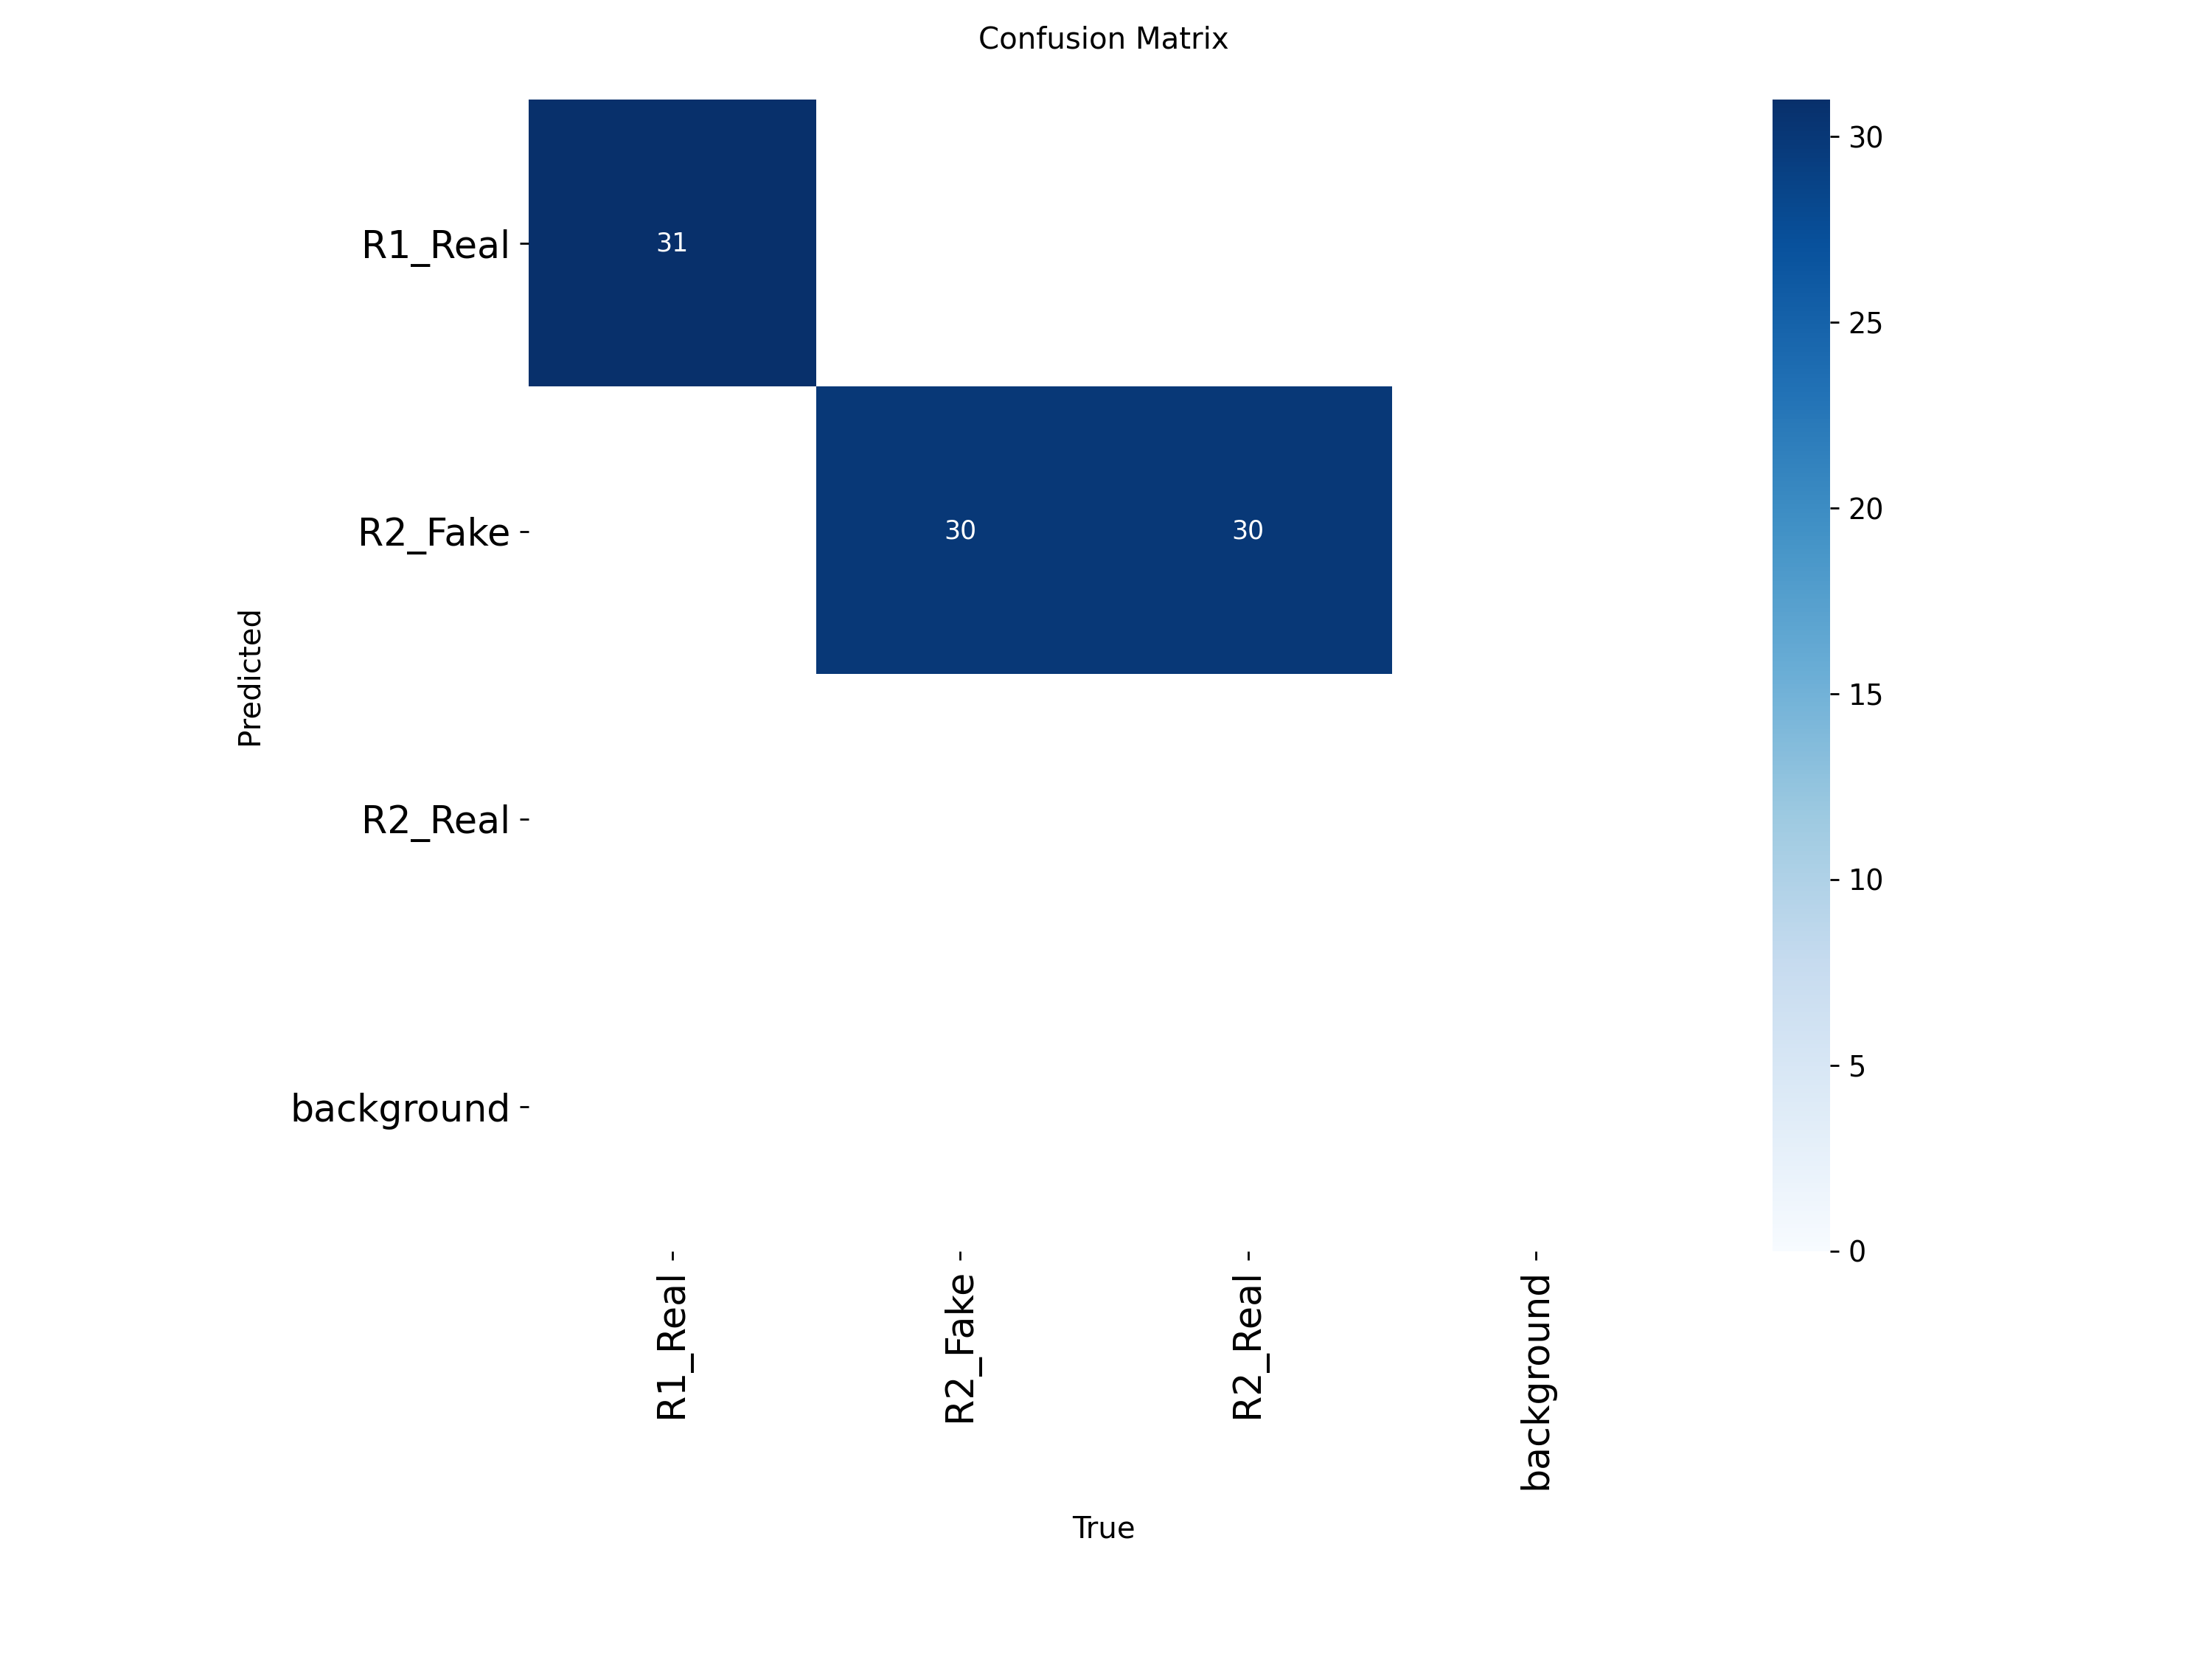 Confusion Matrix
R1_Real
R2_Fake
R2_Real
background
Predicted
31
30 30
30
25
20
15
10
5
0
R1_Real
R2_Fake
R2_Real
background
True